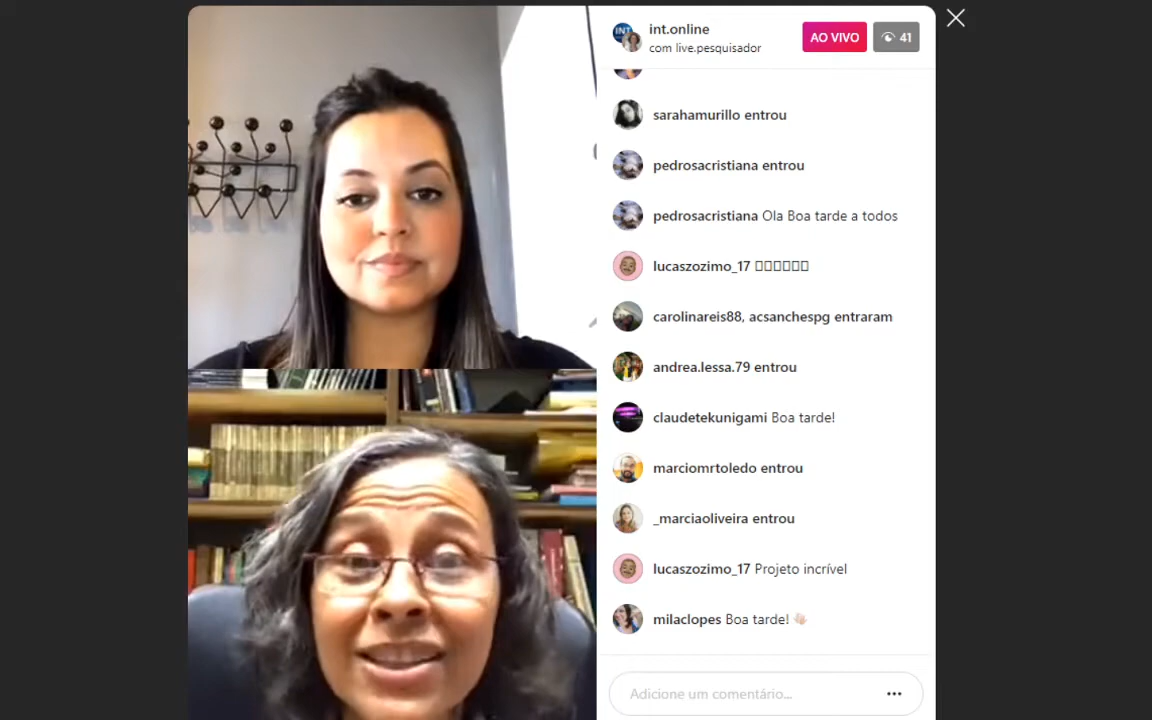 INT
int.online
com live.pesquisador
AO VIVO
41
sarahamurillo entrou
pedrosacristiana entrou
pedrosacristiana Ola Boa tarde a todos
lucaszozimo_17 □□□□□□
carolinareis88, acsanchespg entraram
andrea.lessa.79 entrou
claudetekunigami Boa tarde!
marciomrtoledo entrou
_marciaoliveira entrou
lucaszozimo_17 Projeto incrível
milaclopes Boa tarde! 👋🏻
Adicione um comentário...